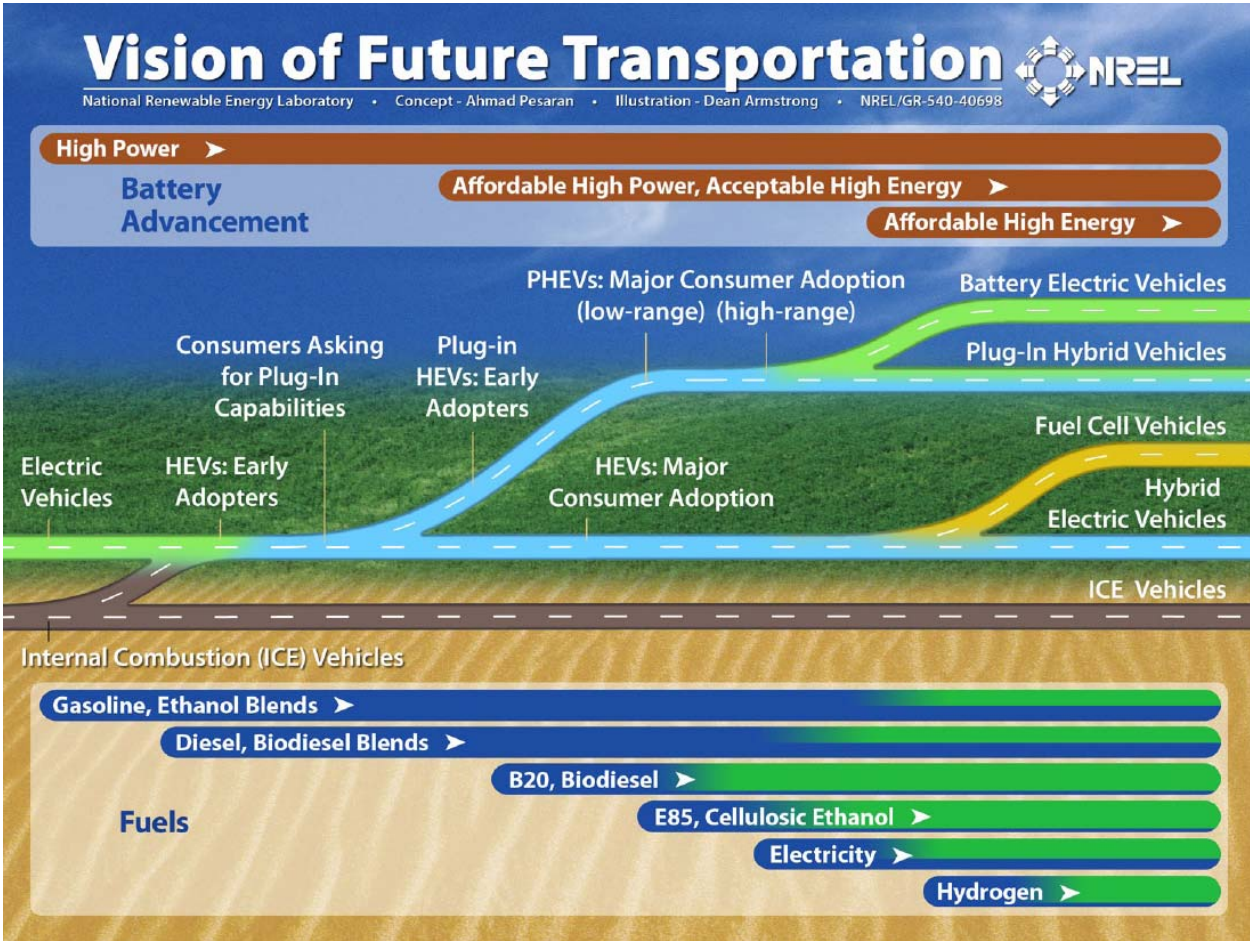 Vision of Future Transportation
NREL
National Renewable Energy Laboratory • Concept - Ahmad Pesaran • Illustration - Dean Armstrong • NREL/GR-540-40698
High Power ➤
Battery
Advancement
Affordable High Power, Acceptable High Energy ➤
Affordable High Energy ➤
PHEVs: Major Consumer Adoption
(low-range) (high-range)
Battery Electric Vehicles
Consumers Asking
for Plug-In
Capabilities
Plug-in
HEVs: Early
Adopters
Plug-In Hybrid Vehicles
Fuel Cell Vehicles
Electric
Vehicles
HEVs: Early
Adopters
HEVs: Major
Consumer Adoption
Hybrid
Electric Vehicles
ICE Vehicles
Internal Combustion (ICE) Vehicles
Gasoline, Ethanol Blends ➤
Diesel, Biodiesel Blends ➤
B20, Biodiesel ➤
Fuels
E85, Cellulosic Ethanol ➤
Electricity ➤
Hydrogen ➤